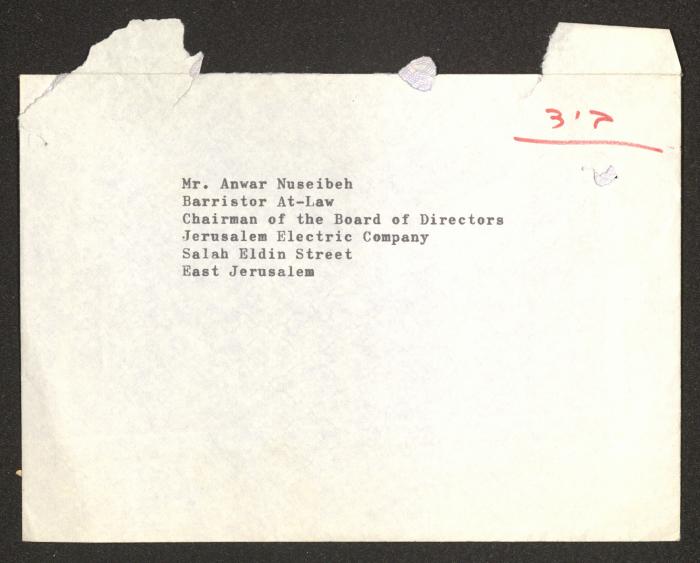 ביד
Mr. Anwar Nuseibeh
Barristor At-Law
Chairman of the Board of Directors
Jerusalem Electric Company
Salah Eldin Street
East Jerusalem